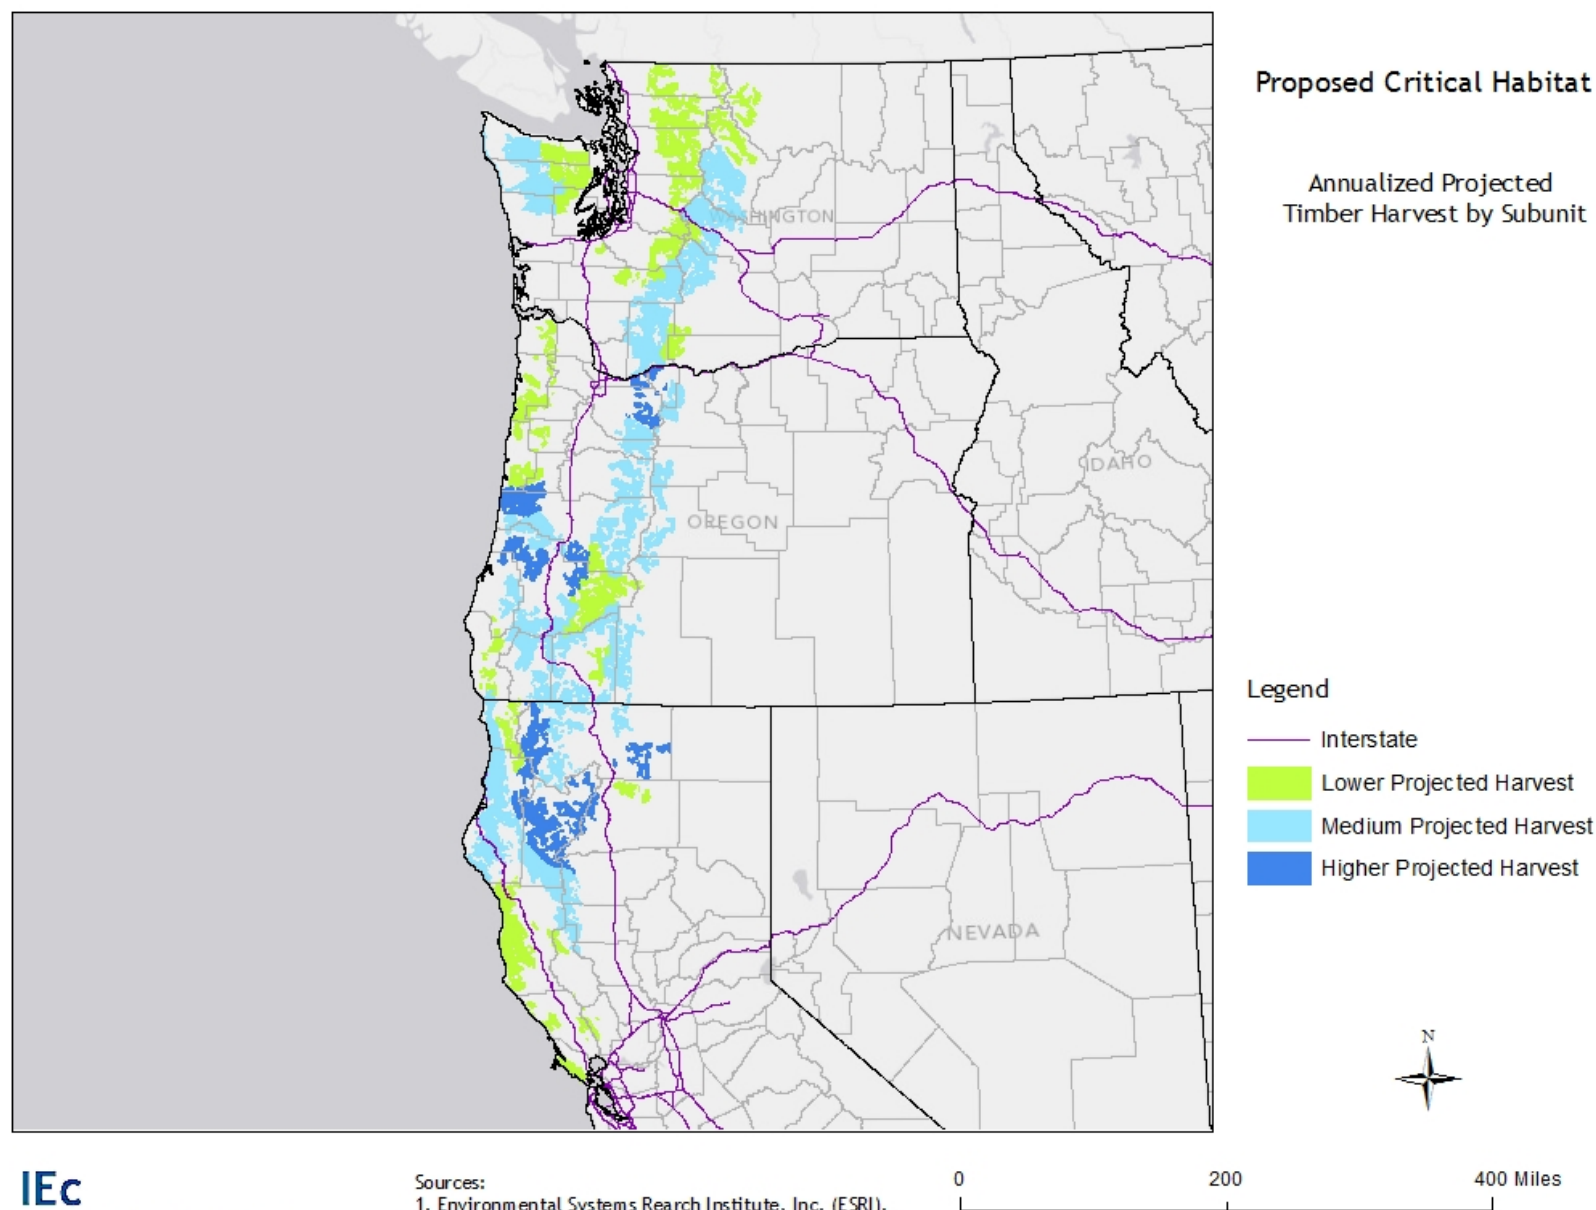 Proposed Critical Habitat
Annualized Projected
Timber Harvest by Subunit
WASHINGTON
OREGON
IDAHO
NEVADA
Legend
Interstate
Lower Projected Harvest
Medium Projected Harvest
Higher Projected Harvest
N
IEc
Sources:
1. Environmental Systems Rearch Institute, Inc. (ESRI),
0 200 400 Miles